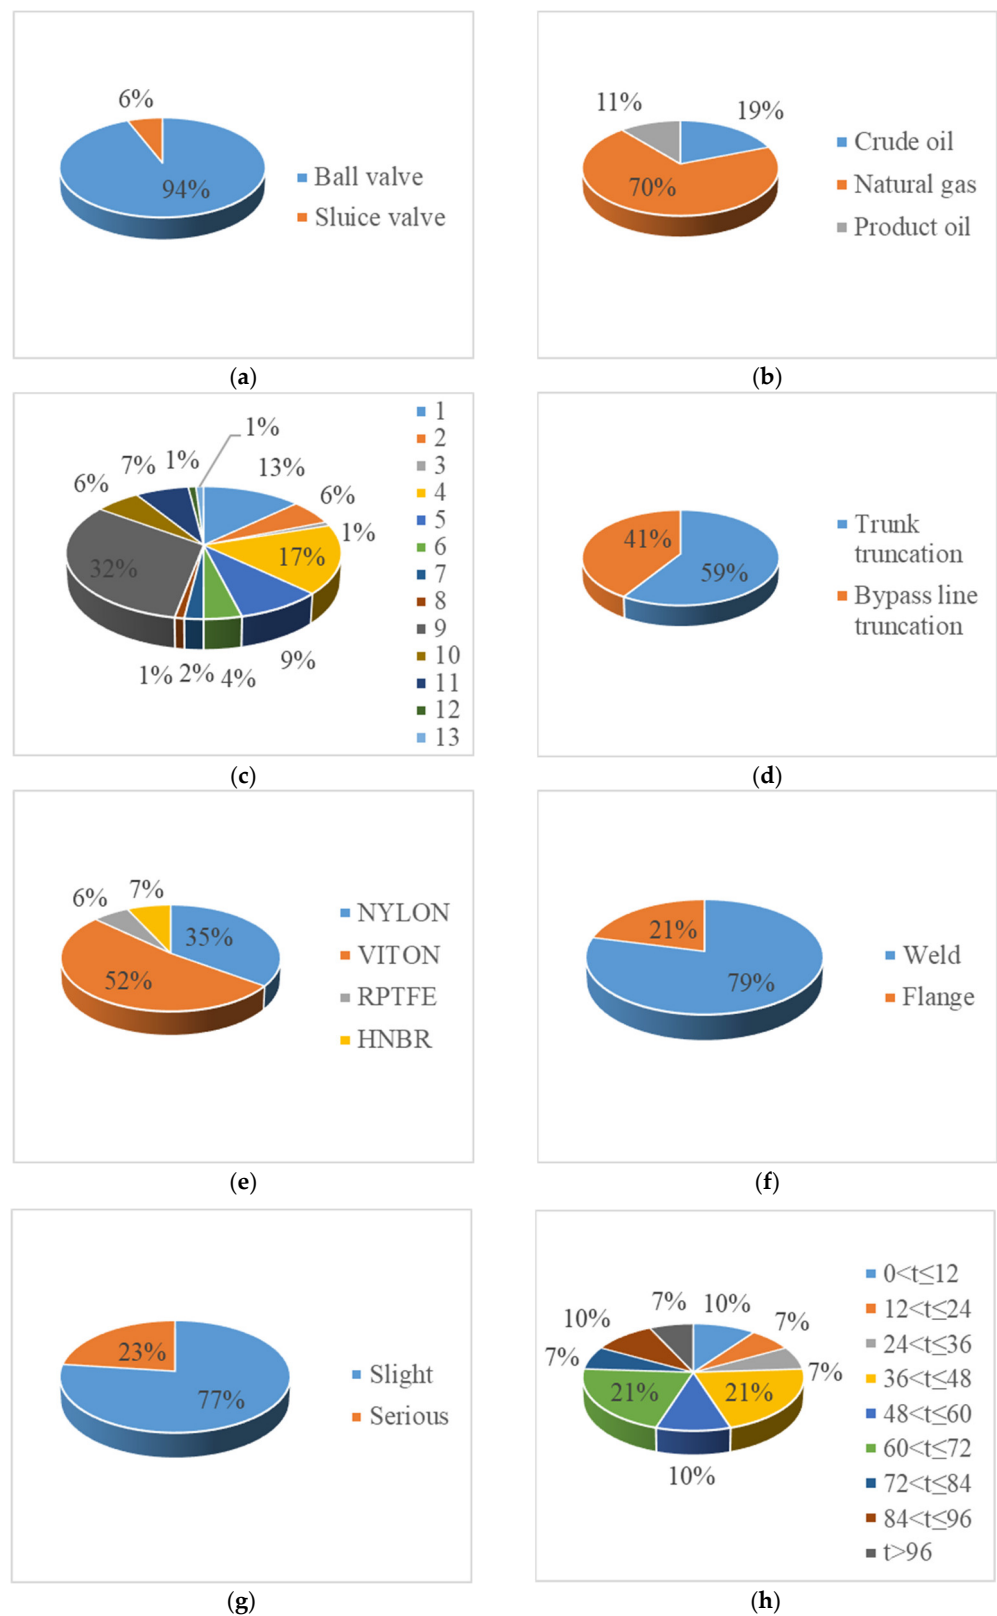 6%
94%
Ball valve
Sluice valve
(a)
11%
19%
70%
Crude oil
Natural gas
Product oil
(b)
1%
7%
1%
13%
6%
6%
1%
32%
17%
1%
2%
4%
9%
1
2
3
4
5
6
7
8
9
10
11
12
13
(c)
41%
59%
Trunk
truncation
Bypass line
truncation
(d)
6%
7%
35%
52%
NYLON
VITON
RPTFE
HNBR
(e)
21%
79%
Weld
Flange
(f)
23%
77%
Slight
Serious
(g)
7%
10%
10%
7%
7%
7%
21%
21%
10%
0<t≤12
12<t≤24
24<t≤36
36<t≤48
48<t≤60
60<t≤72
72<t≤84
84<t≤96
t>96
(h)